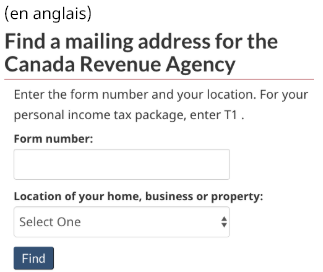 (en anglais)
Find a mailing address for the
Canada Revenue Agency
Enter the form number and your location. For your
personal income tax package, enter T1 .
Form number:
Location of your home, business or property:
Select One
Find